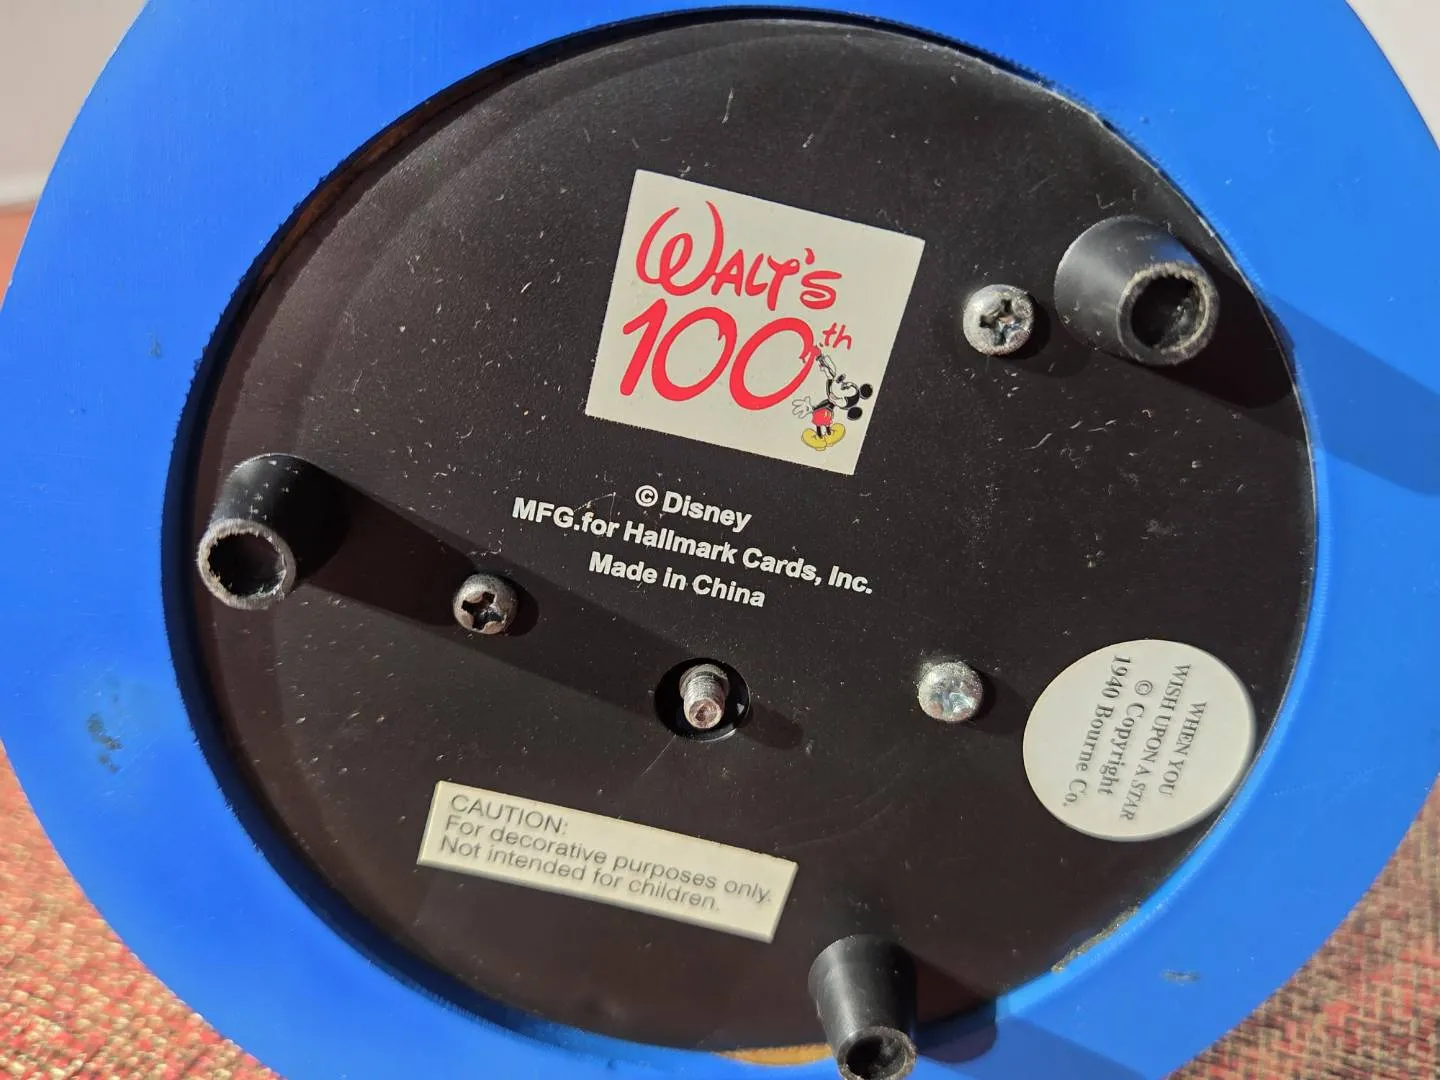 WALT'S
100th
© Disney
MFG.for Hallmark Cards, Inc.
Made in China
WHEN YOU
WISH UPON A STAR
© Copyright
1940 Bourne Co.
CAUTION:
For decorative purposes only.
Not intended for children.